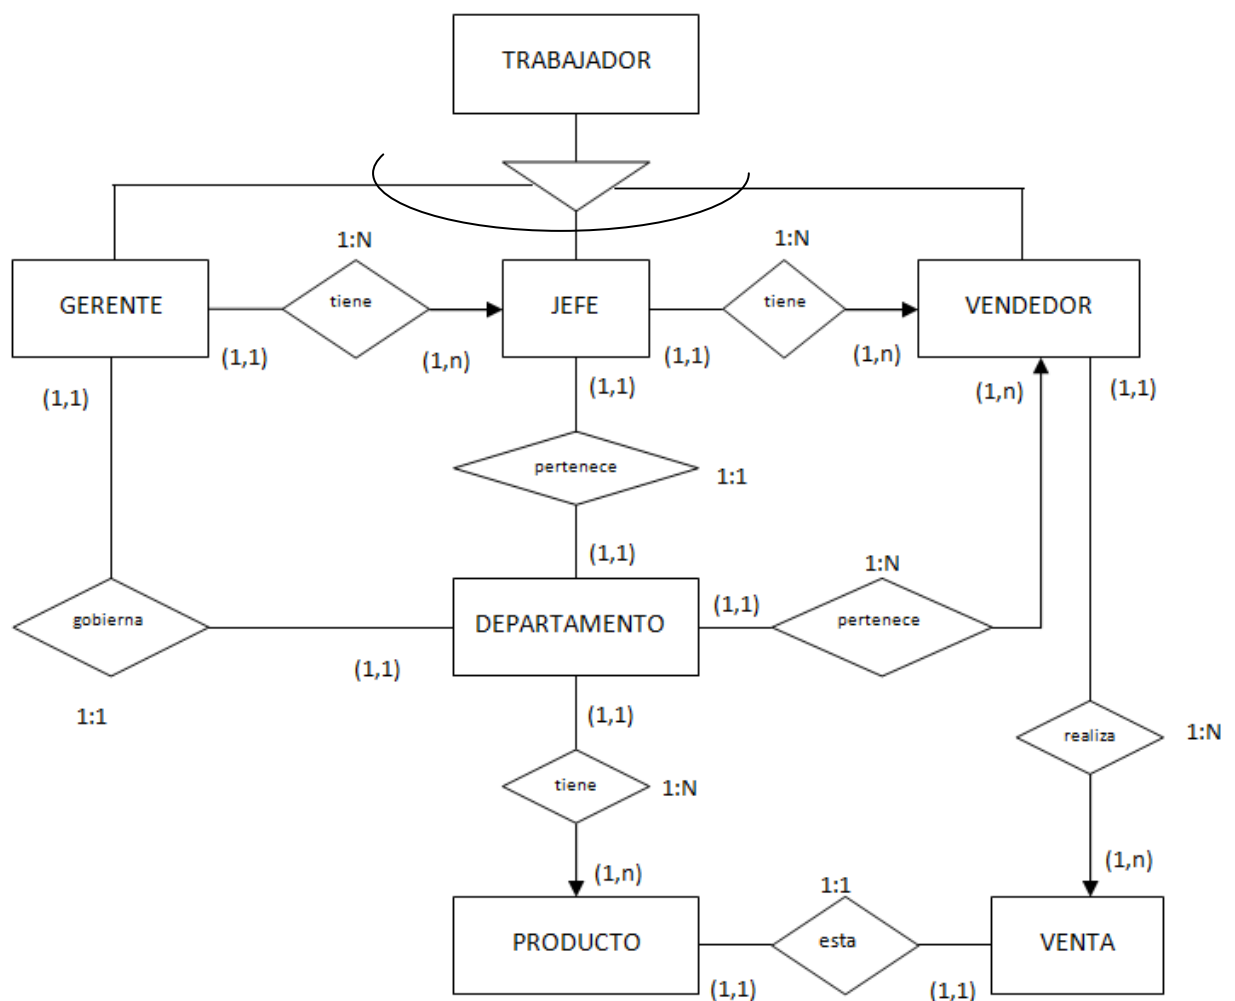 TRABAJADOR
1:N
1:N
GERENTE
tiene
JEFE
tiene
VENDEDOR
(1,1)
(1,n)
(1,1)
(1,n)
(1,1)
(1,1)
(1,n)
(1,1)
pertenece
1:1
(1,1)
1:N
gobierna
DEPARTAMENTO
(1,1)
pertenece
(1,1)
1:1
(1,1)
realiza
1:N
tiene
1:N
(1,n)
(1,n)
1:1
PRODUCTO
esta
VENTA
(1,1)
(1,1)